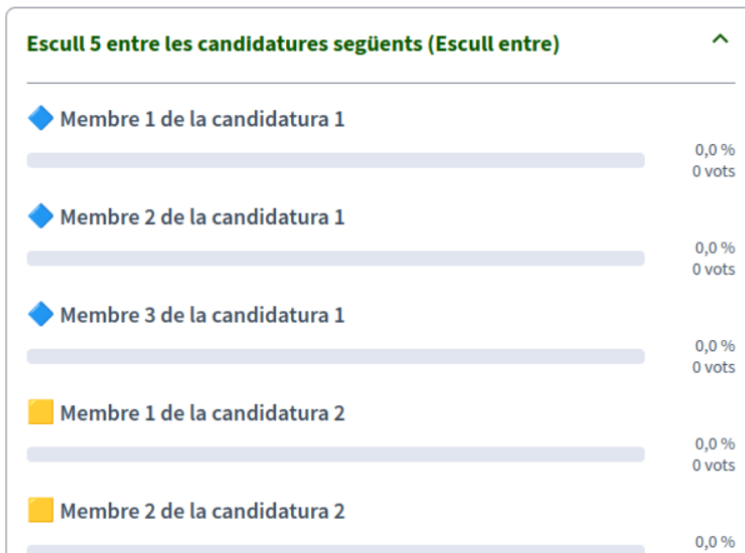 Escull 5 entre les candidatures següents (Escull entre)
Membre 1 de la candidatura 1
0,0 %
0 vots
Membre 2 de la candidatura 1
0,0 %
0 vots
Membre 3 de la candidatura 1
0,0 %
0 vots
Membre 1 de la candidatura 2
0,0 %
0 vots
Membre 2 de la candidatura 2
0,0 %